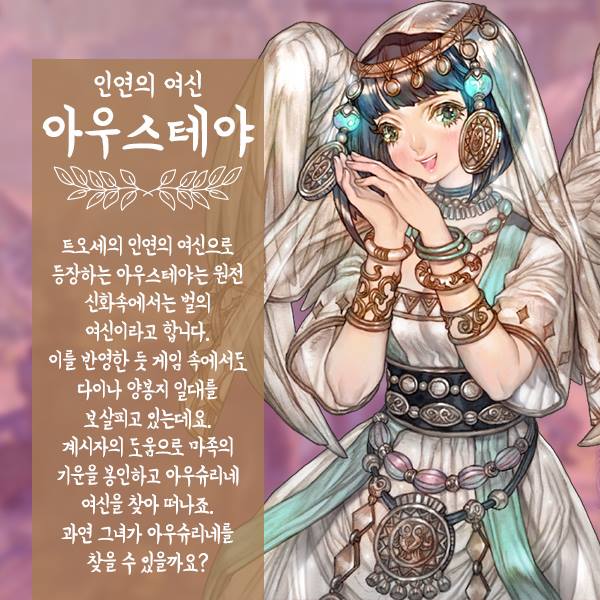 인연의 여신
아우스테야
트오세의 인연의 여신으로
등장하는 아우스테야는 원전
신화속에서는 벌의
여신이라고 합니다.
이를 반영한 듯 게임 속에서도
다이나 양봉지 일대를
보살피고 있는데요.
계시자의 도움으로 마족의
기운을 봉인하고 아우슈리네
여신을 찾아 떠나죠.
과연 그녀가 아우슈리네를
찾을 수 있을까요?